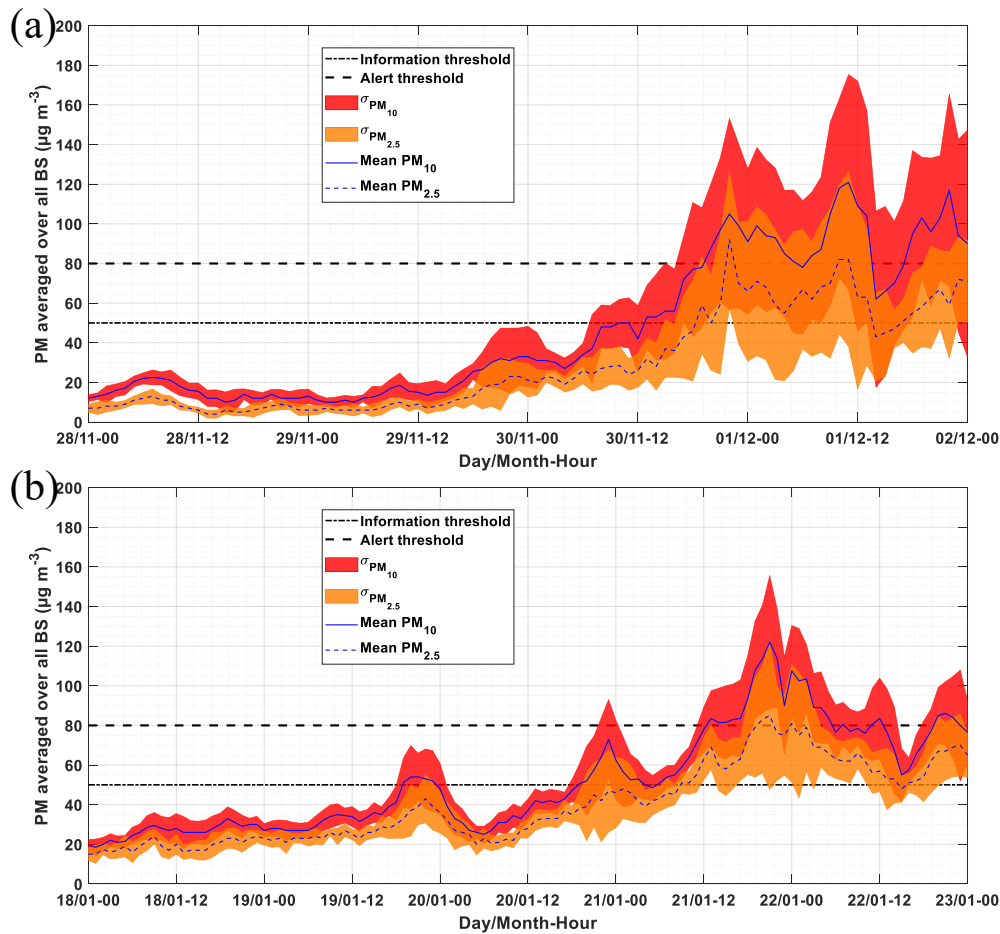 (a)
200
180
160
140
120
100
80
60
40
20
0
PM averaged over all BS (µg m-3)
Information threshold
Alert threshold
σPM10
σPM2.5
Mean PM10
Mean PM2.5
28/11-00 28/11-12 29/11-00 29/11-12 30/11-00 30/11-12 01/12-00 01/12-12 02/12-00
Day/Month-Hour
(b)
200
180
160
140
120
100
80
60
40
20
0
PM averaged over all BS (µg m-3)
Information threshold
Alert threshold
σPM10
σPM2.5
Mean PM10
Mean PM2.5
18/01-00 18/01-12 19/01-00 19/01-12 20/01-00 20/01-12 21/01-00 21/01-12 22/01-00 22/01-12 23/01-00
Day/Month-Hour